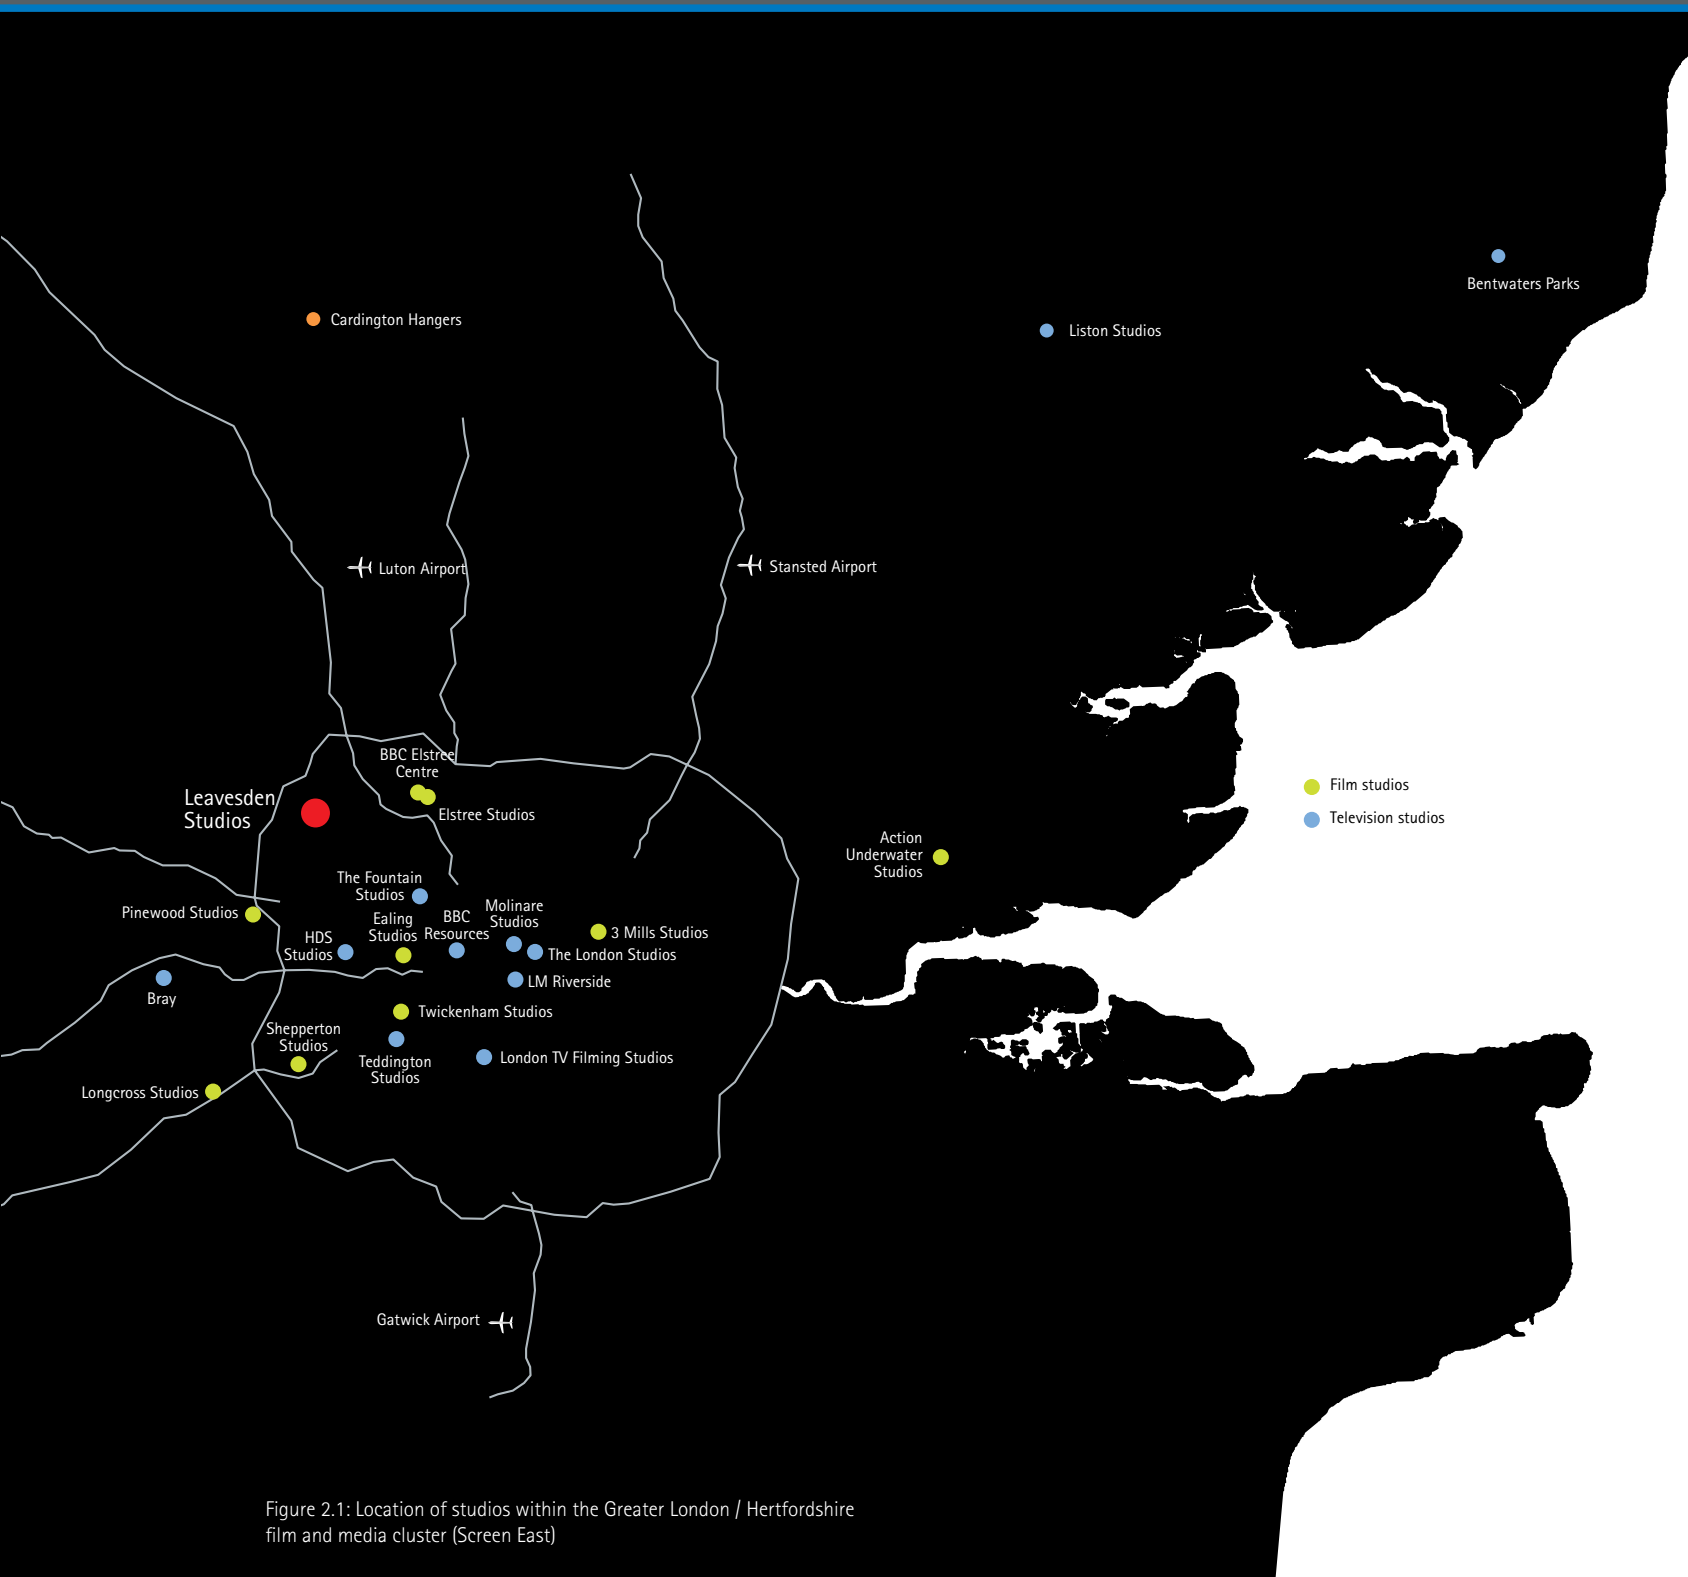 Bentwaters Parks
Cardington Hangers
Liston Studios
Luton Airport
Stansted Airport
BBC Elstree
Centre
Leavesden
Studios
Elstree Studios
Film studios
Television studios
Action
Underwater
Studios
The Fountain
Studios
Pinewood Studios
Ealing
Studios
BBC
Resources
Molinare
Studios
3 Mills Studios
HDS
Studios
The London Studios
LM Riverside
Bray
Twickenham Studios
Shepperton
Studios
Teddington
Studios
London TV Filming Studios
Longcross Studios
Gatwick Airport
Figure 2.1: Location of studios within the Greater London / Hertfordshire
film and media cluster (Screen East)